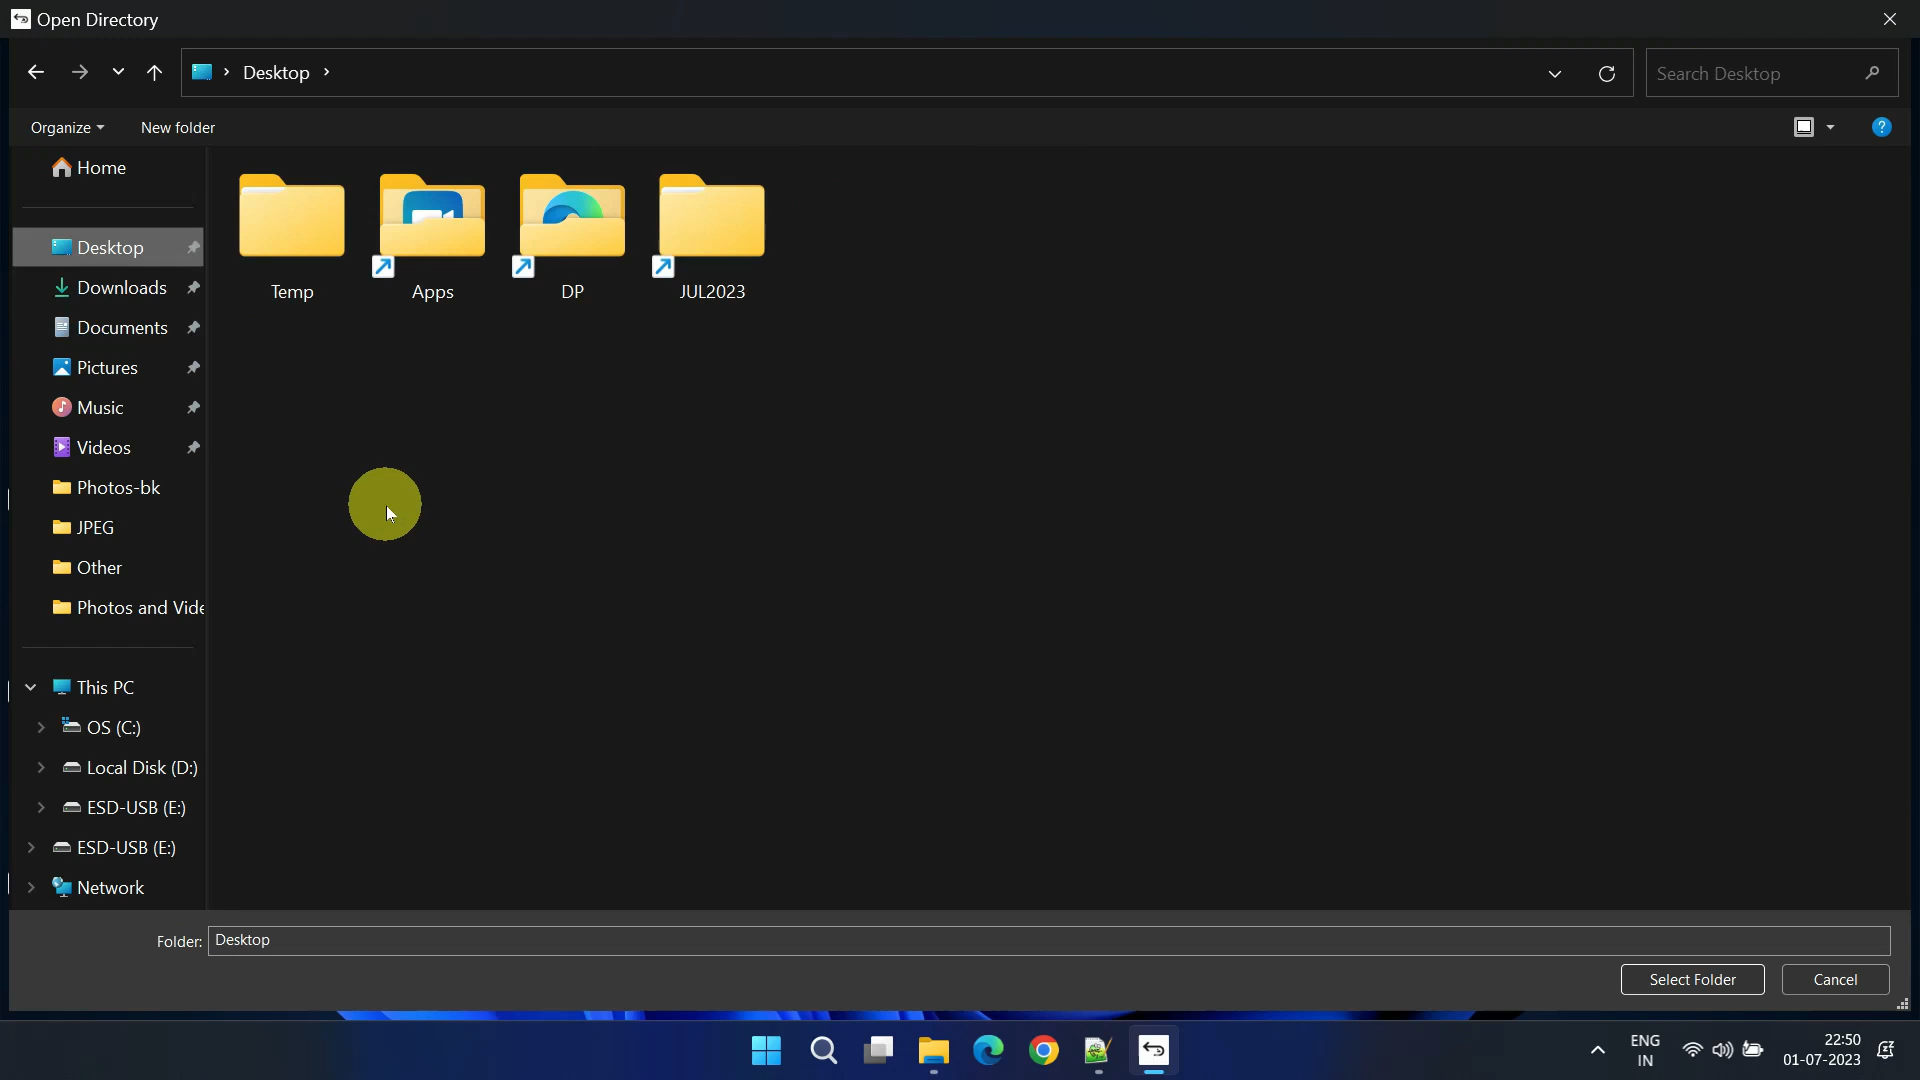 Open Directory
Desktop
Search Desktop
Organize
New folder
Home
Desktop
Downloads
Documents
Pictures
Music
Videos
Photos-bk
JPEG
Other
Photos and Vide
This PC
OS (C:)
Local Disk (D:)
ESD-USB (E:)
ESD-USB (E:)
Network
Temp
Apps
DP
JUL2023
Folder: Desktop
Select Folder
Cancel
ENG
IN
22:50
01-07-2023